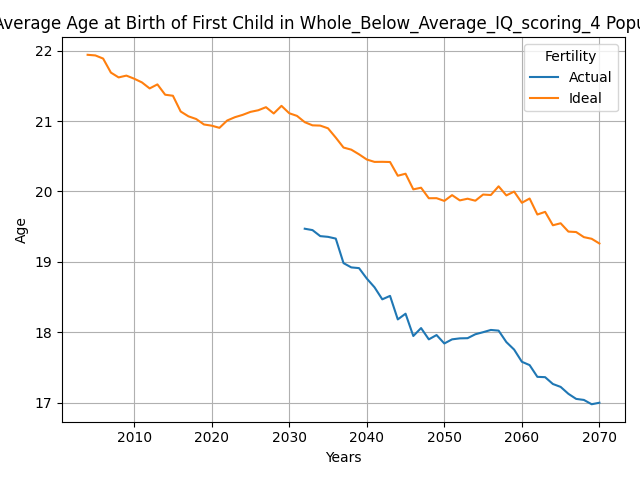 Average Age at Birth of First Child in Whole_Below_Average_IQ_scoring_4 Popu
Fertility
Actual
Ideal
22
21
20
19
18
17
Age
2010 2020 2030 2040 2050 2060 2070
Years